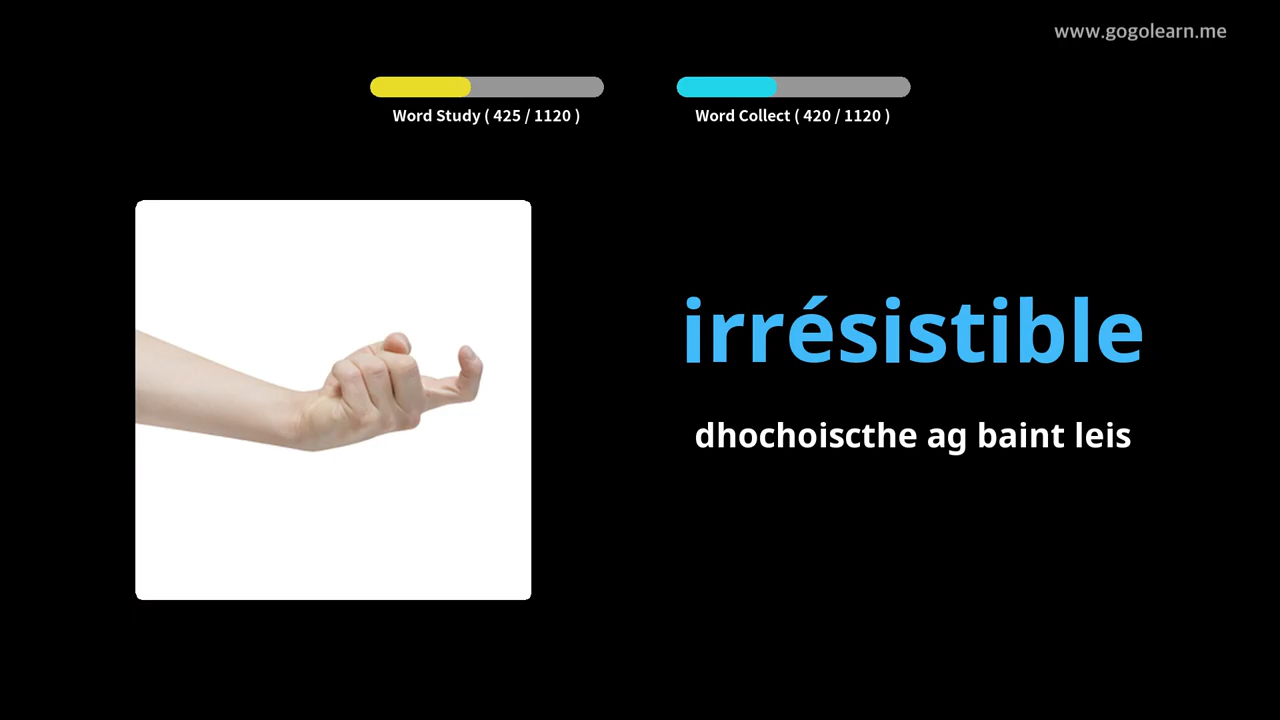 www.gogolearn.me
Word Study ( 425 / 1120 )
Word Collect ( 420 / 1120 )
irrésistible
dhochoiscthe ag baint leis